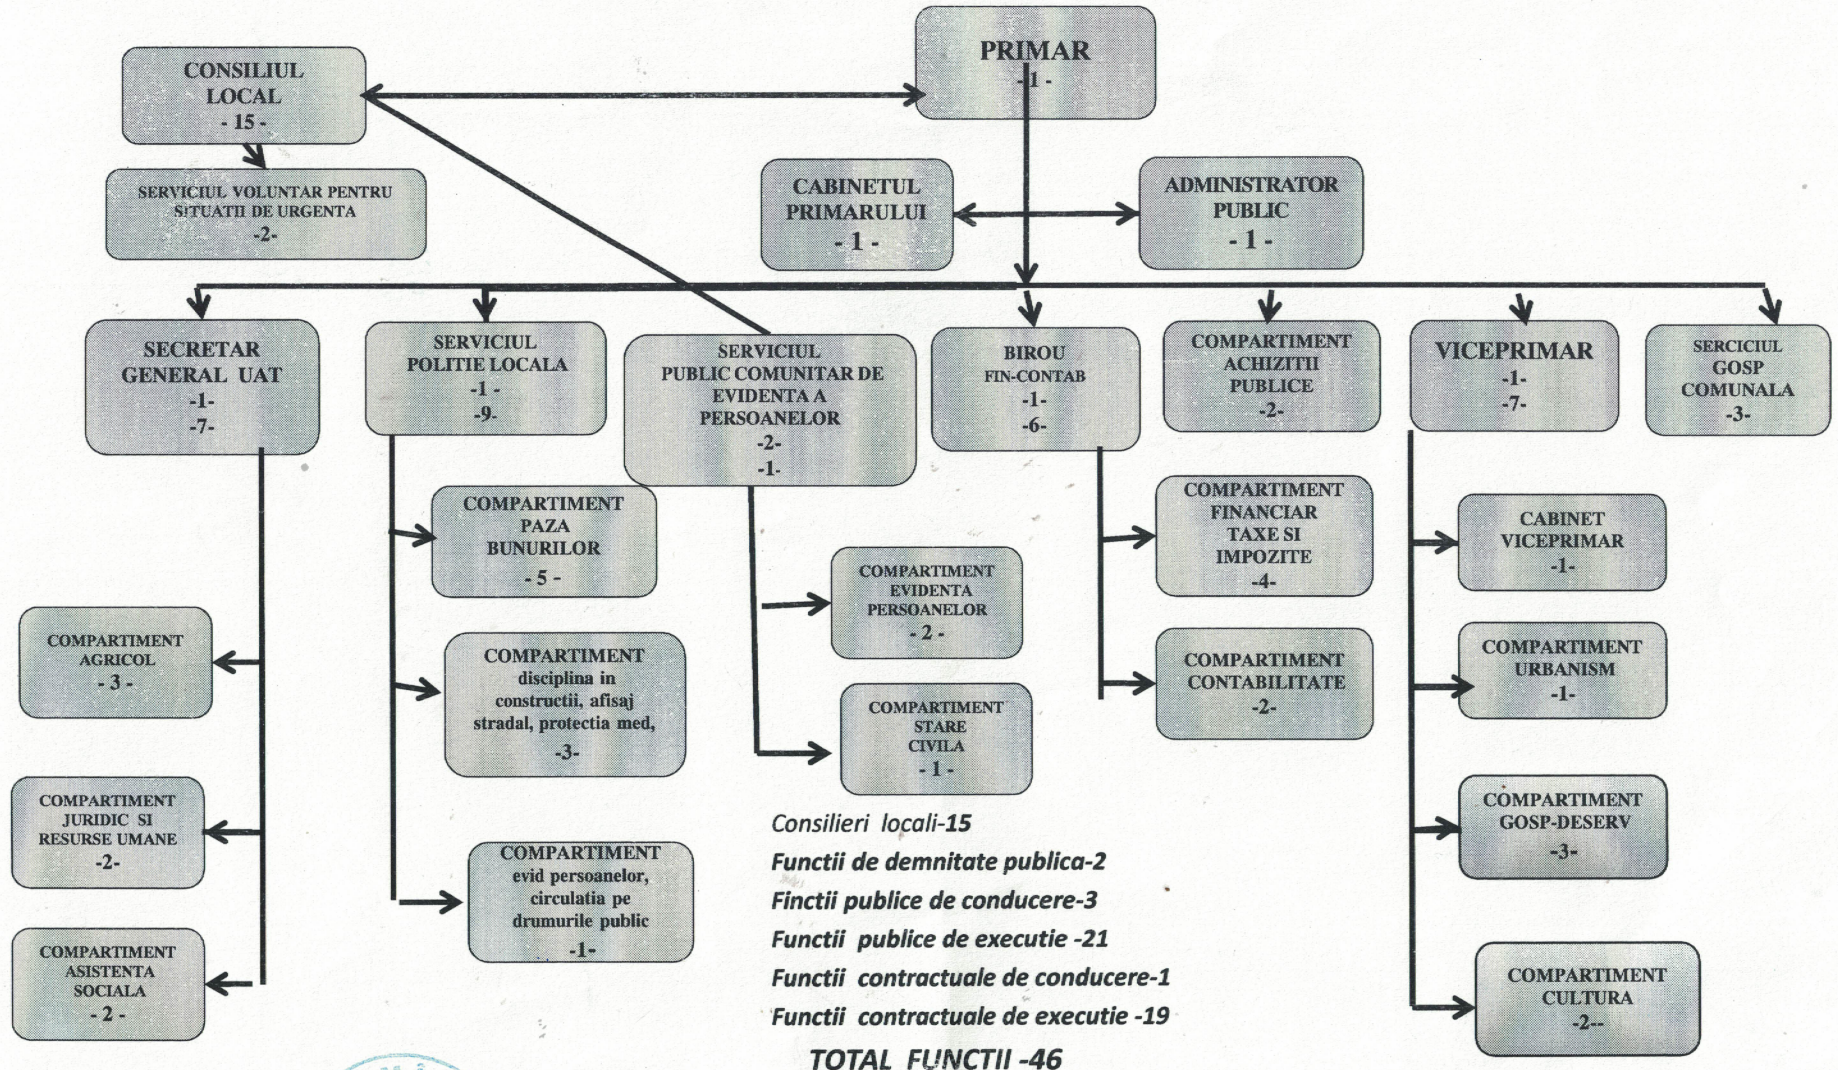 PRIMAR
-1 -
CONSILIUL
LOCAL
- 15 -
SERVICIUL VOLUNTAR PENTRU
SITUATII DE URGENTA
-2-
CABINETUL
PRIMARULUI
- 1 -
ADMINISTRATOR
PUBLIC
- 1 -
SECRETAR
GENERAL UAT
-1-
-7-
SERVICIUL
POLITIE LOCALA
-1 -
-9-
SERVICIUL
PUBLIC COMUNITAR DE
EVIDENTA A
PERSOANELOR
-2-
-1-
BIROU
FIN-CONTAB
-1-
-6-
COMPARTIMENT
ACHIZITII
PUBLICE
-2-
VICEPRIMAR
-1-
-7-
SERCICIUL
GOSP
COMUNALA
-3-
COMPARTIMENT
AGRICOL
- 3 -
COMPARTIMENT
JURIDIC SI
RESURSE UMANE
-2-
COMPARTIMENT
ASISTENTA
SOCIALA
- 2 -
COMPARTIMENT
PAZA
BUNURILOR
- 5 -
COMPARTIMENT
disciplina in
constructii, afisaj
stradal, protectia med,
-3-
COMPARTIMENT
evid persoanelor,
circulatia pe
drumurile public
-1-
COMPARTIMENT
EVIDENTA
PERSOANELOR
- 2 -
COMPARTIMENT
STARE
CIVILA
- 1 -
COMPARTIMENT
FINANCIAR
TAXE SI
IMPOZITE
-4-
COMPARTIMENT
CONTABILITATE
-2-
CABINET
VICEPRIMAR
-1-
COMPARTIMENT
URBANISM
-1-
COMPARTIMENT
GOSP-DESERV
-3-
COMPARTIMENT
CULTURA
-2--
Consilieri locali-15
Functii de demnitate publica-2
Finctii publice de conducere-3
Functii publice de executie -21
Functii contractuale de conducere-1
Functii contractuale de executie -19
TOTAL FUNCTII -46